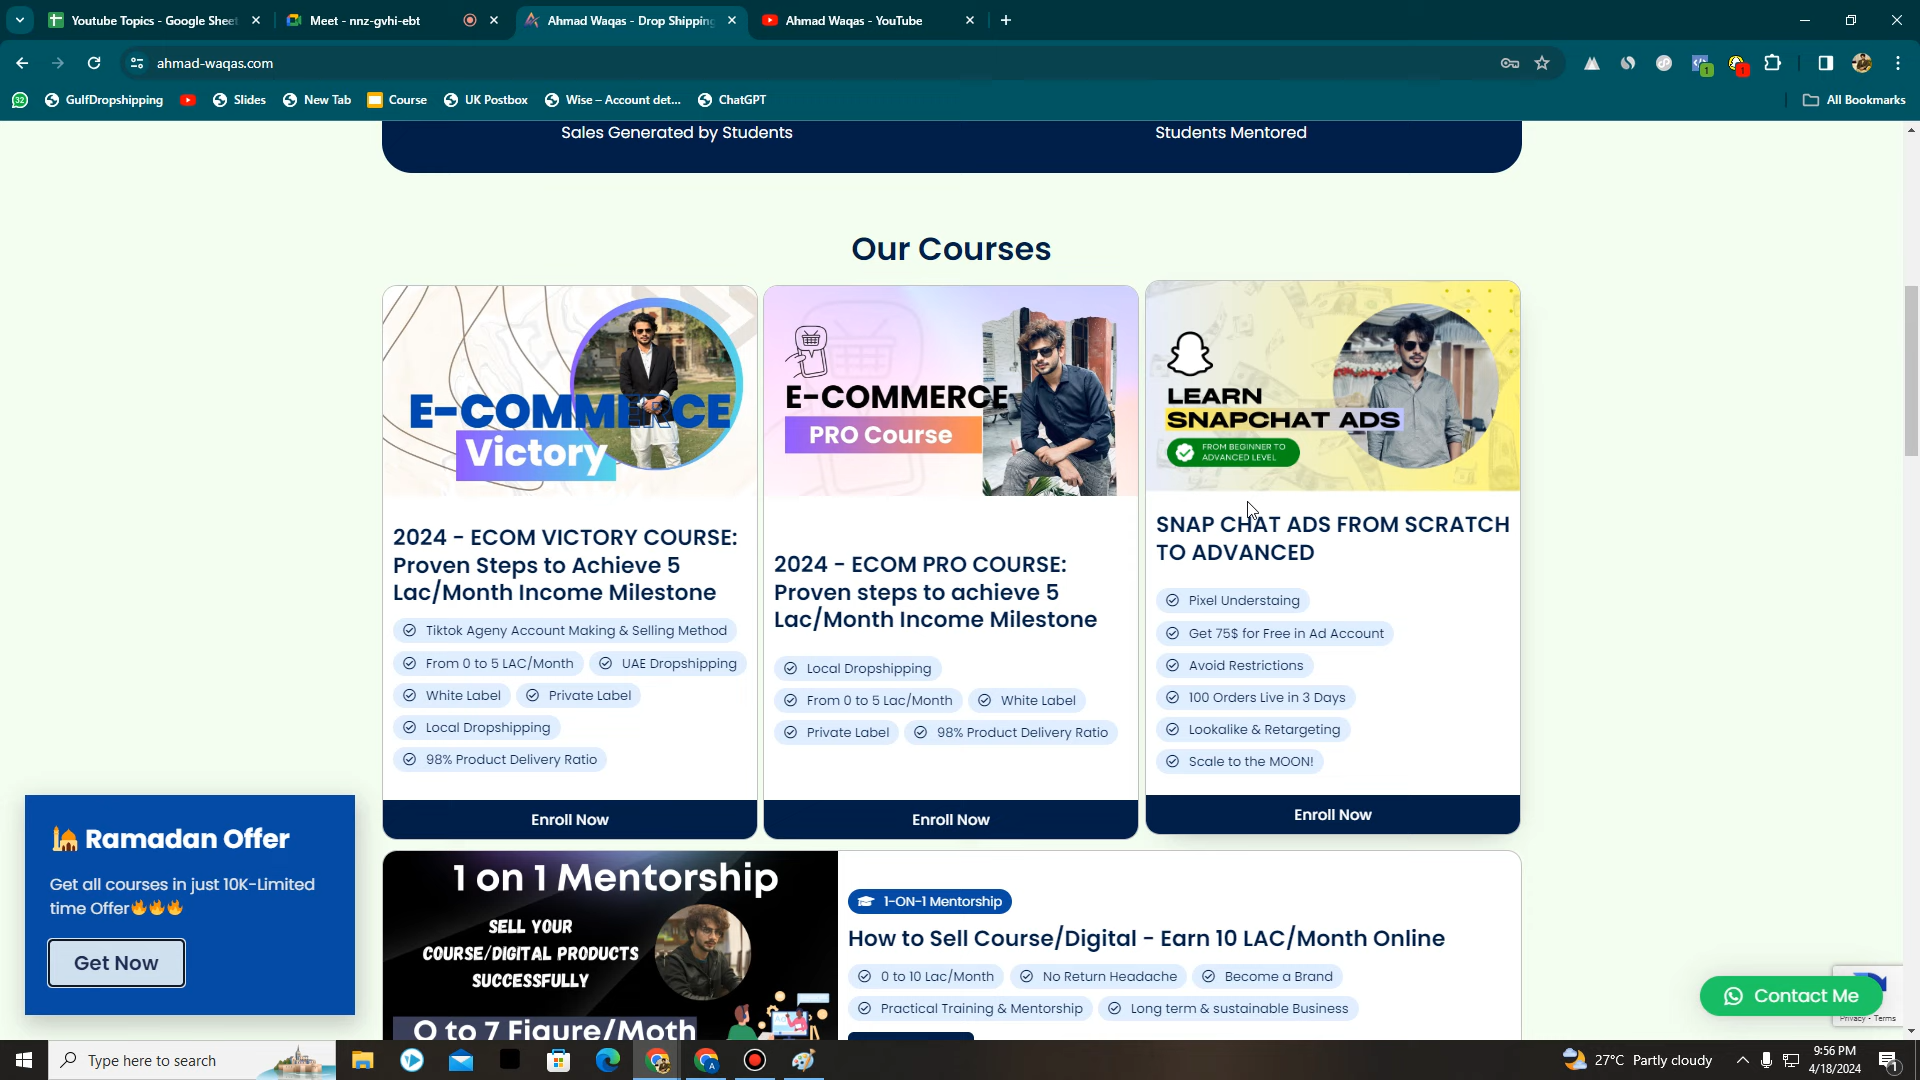 Youtube Topics - Google Sheet
Meet - nnz-gvhi-ebt
Ahmad Waqas - Drop Shipping
Ahmad Waqas - YouTube
ahmad-waqas.com
1
1
32
GulfDropshipping
Slides
New Tab
Course
UK Postbox
Wise – Account det...
ChatGPT
All Bookmarks
Sales Generated by Students
Students Mentored
Our Courses
E-COMMERCE
Victory
2024 - ECOM VICTORY COURSE:
Proven Steps to Achieve 5
Lac/Month Income Milestone
Tiktok Ageny Account Making & Selling Method
From 0 to 5 LAC/Month
UAE Dropshipping
White Label
Private Label
Local Dropshipping
98% Product Delivery Ratio
Enroll Now
E-COMMERCE
PRO Course
2024 - ECOM PRO COURSE:
Proven steps to achieve 5
Lac/Month Income Milestone
Local Dropshipping
From 0 to 5 Lac/Month
White Label
Private Label
98% Product Delivery Ratio
Enroll Now
LEARN
SNAPCHAT ADS
FROM BEGINNER TO
ADVANCED LEVEL
SNAP CHAT ADS FROM SCRATCH
TO ADVANCED
Pixel Understaing
Get 75$ for Free in Ad Account
Avoid Restrictions
100 Orders Live in 3 Days
Lookalike & Retargeting
Scale to the MOON!
Enroll Now
Ramadan Offer
Get all courses in just 10K-Limited
time Offer🔥🔥🔥
Get Now
1 on 1 Mentorship
SELL YOUR
COURSE/DIGITAL PRODUCTS
SUCCESSFULLY
0 to 7 Figure/Moth
1-ON-1 Mentorship
How to Sell Course/Digital - Earn 10 LAC/Month Online
0 to 10 Lac/Month
No Return Headache
Become a Brand
Practical Training & Mentorship
Long term & sustainable Business
Contact Me
Privacy - Terms
Type here to search
27°C Partly cloudy
9:56 PM
4/18/2024
1